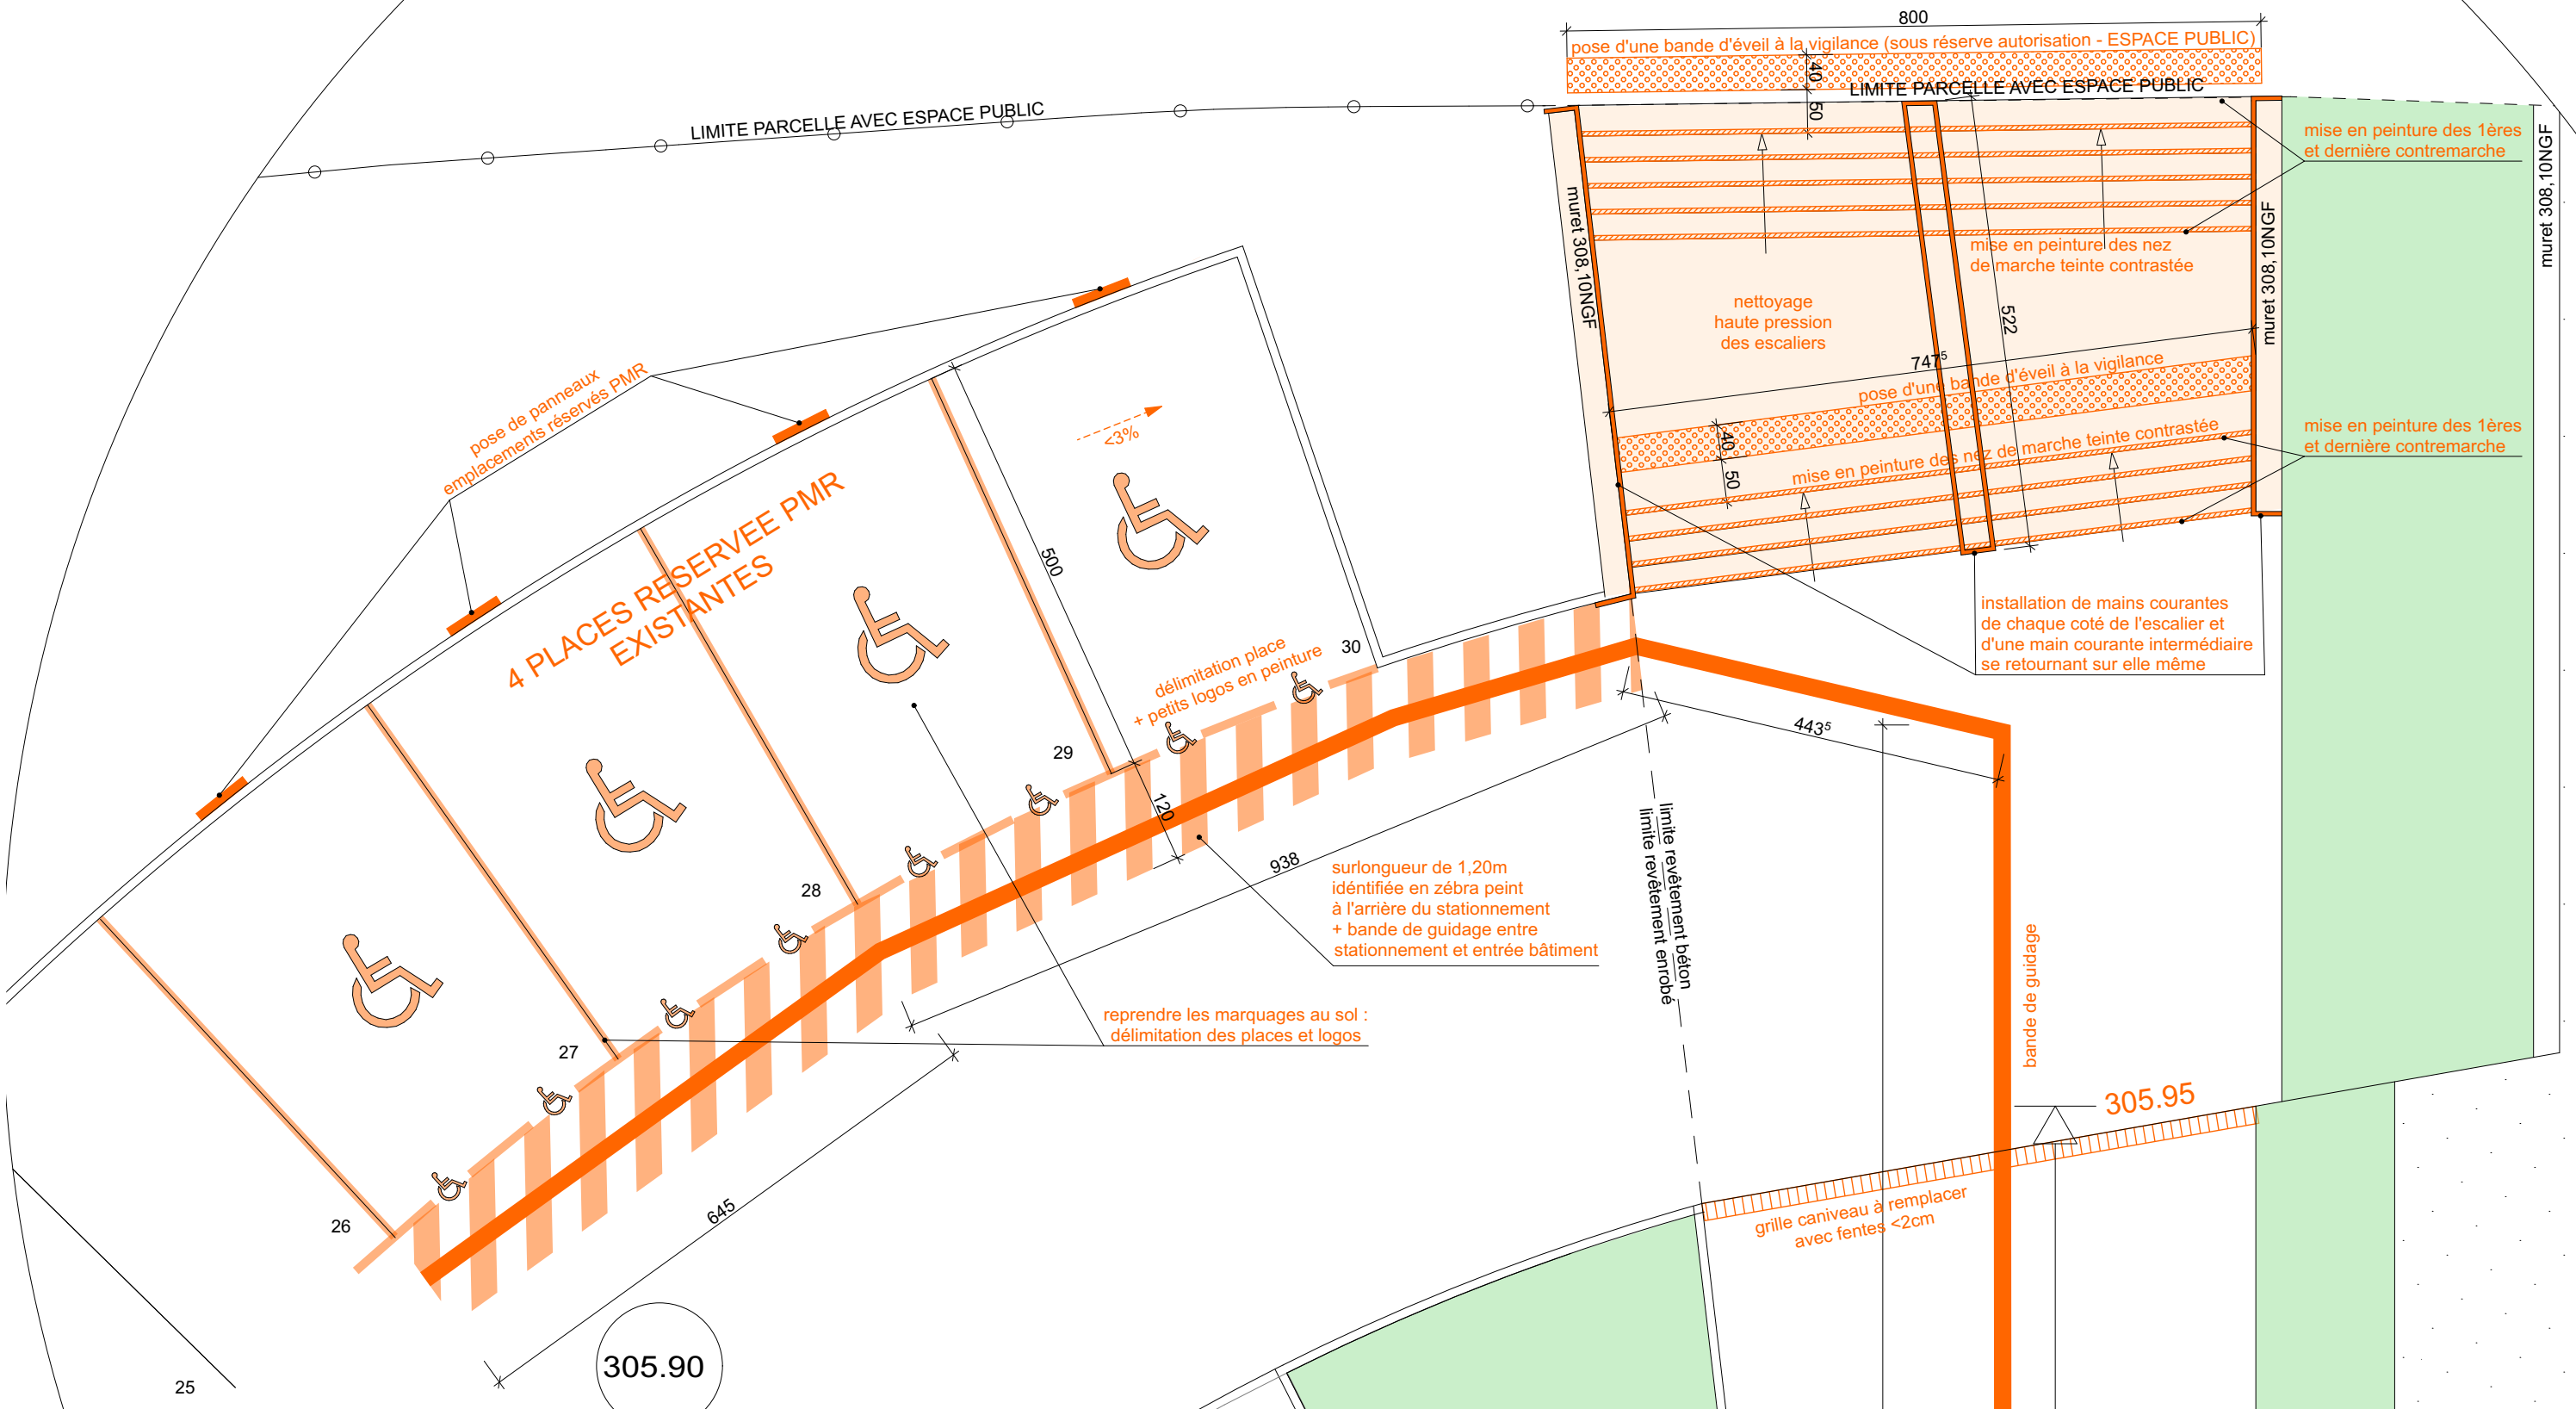 800
pose d'une bande d'éveil à la vigilance (sous réserve autorisation - ESPACE PUBLIC)
40
50
LIMITE PARCELLE AVEC ESPACE PUBLIC
LIMITE PARCELLE AVEC ESPACE PUBLIC
mise en peinture des 1ères
et dernière contremarche
muret 308,10NGF
muret 308,10NGF
muret 308,10NGF
mise en peinture des nez
de marche teinte contrastée
nettoyage
haute pression
des escaliers
522
747⁵
pose d'une bande d'éveil à la vigilance
40
50
mise en peinture des nez de marche teinte contrastée
mise en peinture des 1ères
et dernière contremarche
pose de panneaux
emplacements réservés PMR
<3%
4 PLACES RESERVEE PMR
EXISTANTES
500
installation de mains courantes
de chaque coté de l'escalier et
d'une main courante intermédiaire
se retournant sur elle même
30
délimitation place
+ petits logos en peinture
29
443⁵
120
938
surlongueur de 1,20m
idéntifiée en zébra peint
à l'arrière du stationnement
+ bande de guidage entre
stationnement et entrée bâtiment
limite revêtement béton
limite revêtement enrobé
28
bande de guidage
reprendre les marquages au sol :
délimitation des places et logos
27
305.95
645
26
grille caniveau à remplacer
avec fentes <2cm
305.90
25